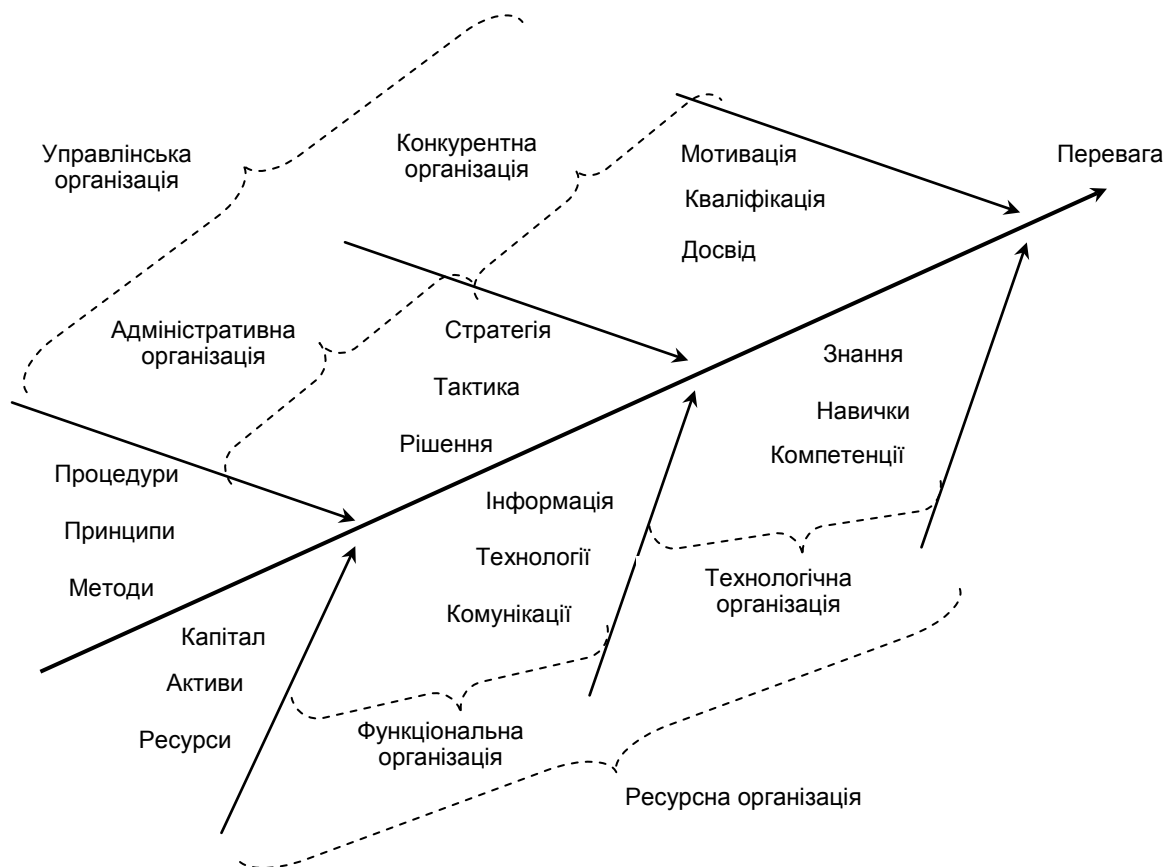 Управлінська
організація
Конкурентна
організація
Мотивація
Кваліфікація
Досвід
Перевага
Адміністративна
організація
Стратегія
Тактика
Рішення
Знання
Навички
Компетенції
Процедури
Принципи
Методи
Інформація
Технології
Комунікації
Технологічна
організація
Капітал
Активи
Ресурси
Функціональна
організація
Ресурсна організація